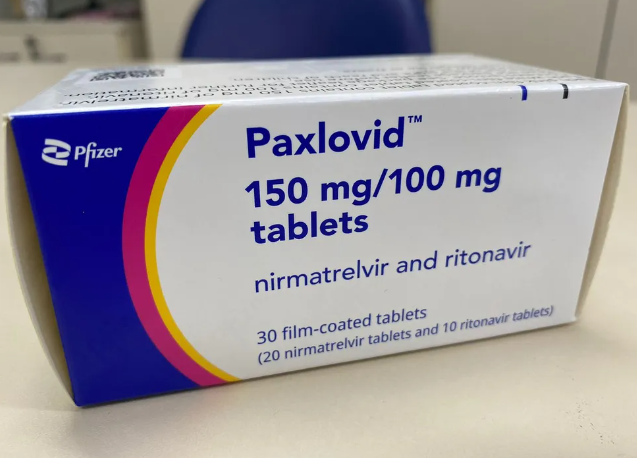 Pfizer
Paxlovid™
150 mg/100 mg
tablets
nirmatrelvir and ritonavir
30 film-coated tablets
(20 nirmatrelvir tablets and 10 ritonavir tablets)